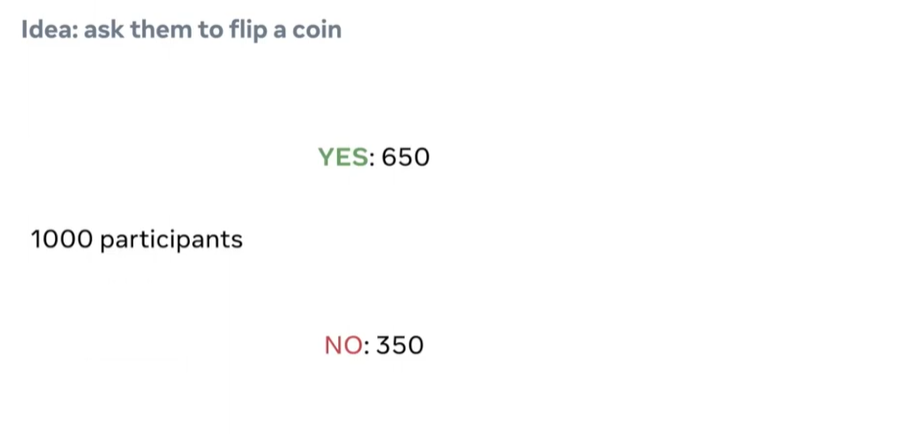 Idea: ask them to flip a coin
YES: 650
1000 participants
NO: 350